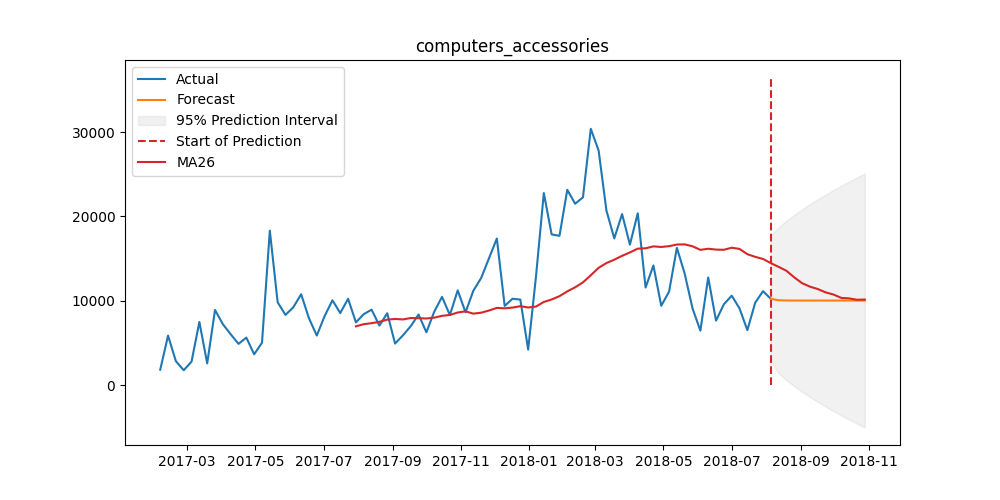 computers_accessories
Actual
Forecast
95% Prediction Interval
Start of Prediction
MA26
30000
20000
10000
0
2017-03 2017-05 2017-07 2017-09 2017-11 2018-01 2018-03 2018-05 2018-07 2018-09 2018-11